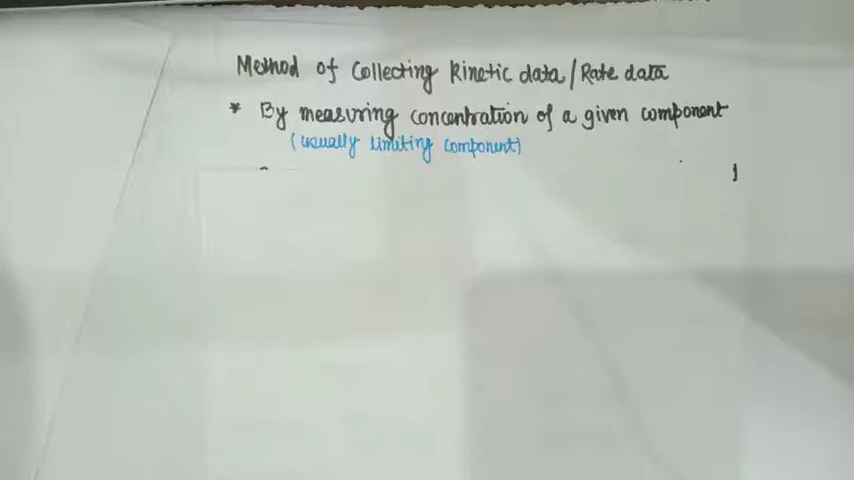 Method of Collecting kinetic data/Rate data
* By measuring concentration of a given component
(usually limiting component)